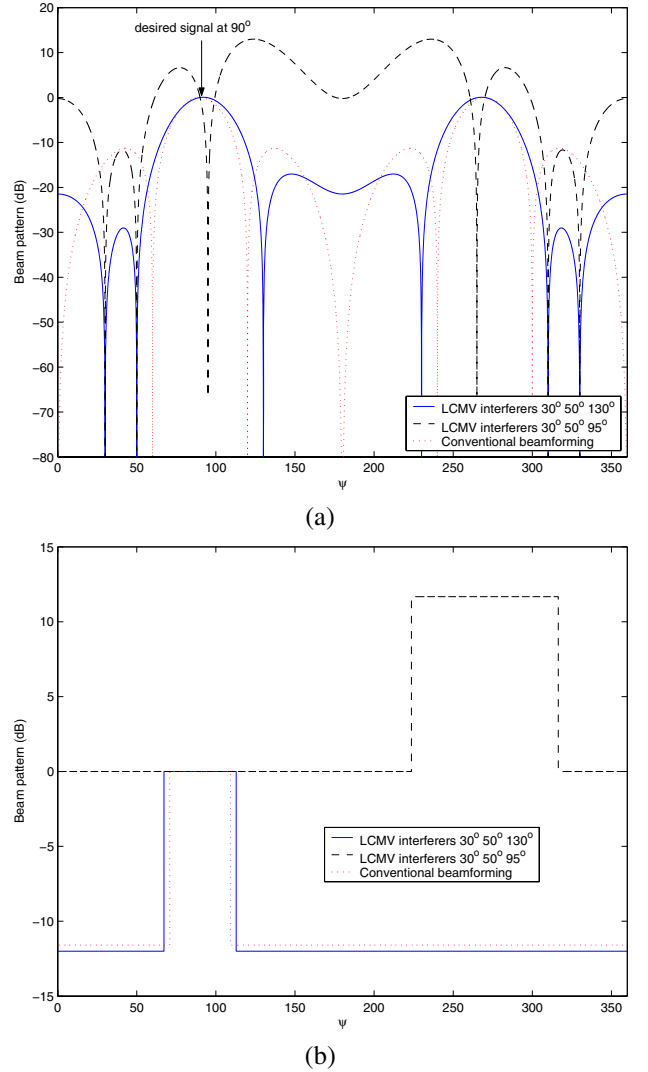 desired signal at 90°
20
10
0
−10
−20
−30
−40
−50
−60
−70
−80
Beam pattern (dB)
0 50 100 150 200 250 300 350
ψ
LCMV interferers 30° 50° 130°
LCMV interferers 30° 50° 95°
Conventional beamforming
(a)
15
10
5
0
−5
−10
−15
Beam pattern (dB)
0 50 100 150 200 250 300 350
ψ
LCMV interferers 30° 50° 130°
LCMV interferers 30° 50° 95°
Conventional beamforming
(b)